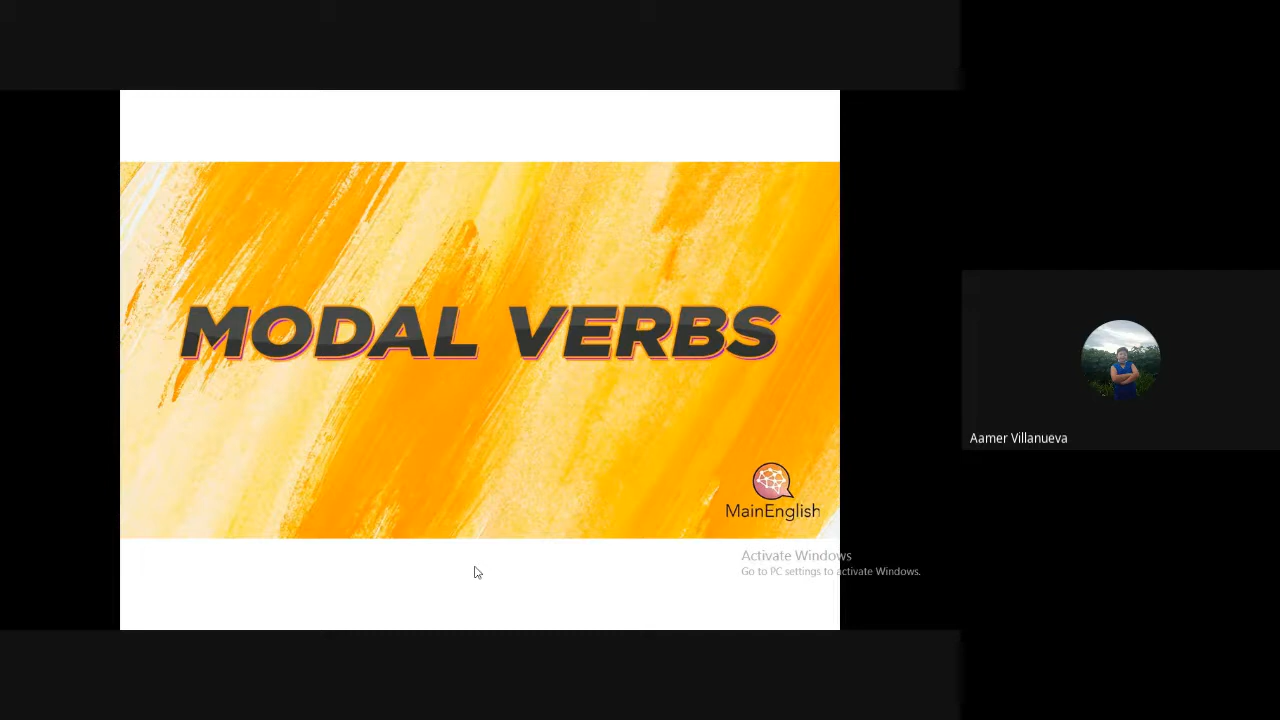 MODAL VERBS
MainEnglish
Activate Windows
Go to PC settings to activate Windows.
Aamer Villanueva